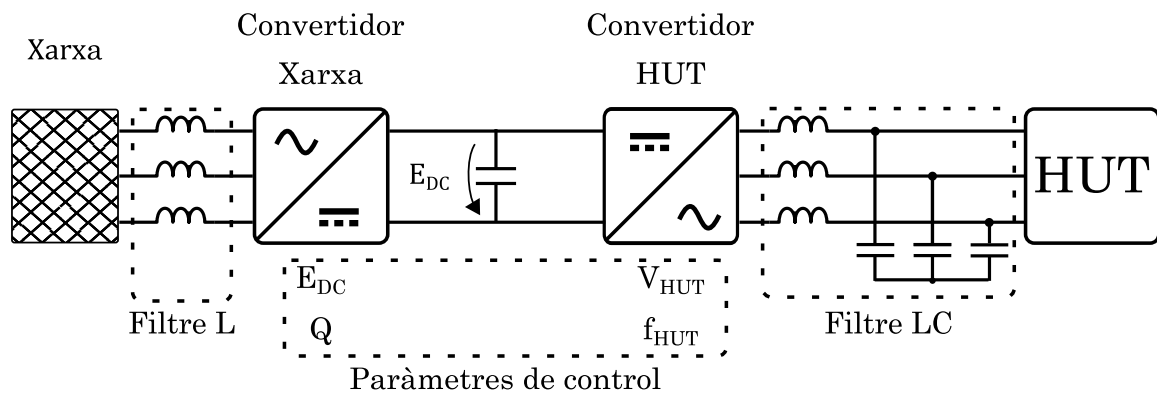 Xarxa
Convertidor
Xarxa
Convertidor
HUT
E_DC
HUT
E_DC
Q
V_HUT
f_HUT
Filtre L
Filtre LC
Paràmetres de control